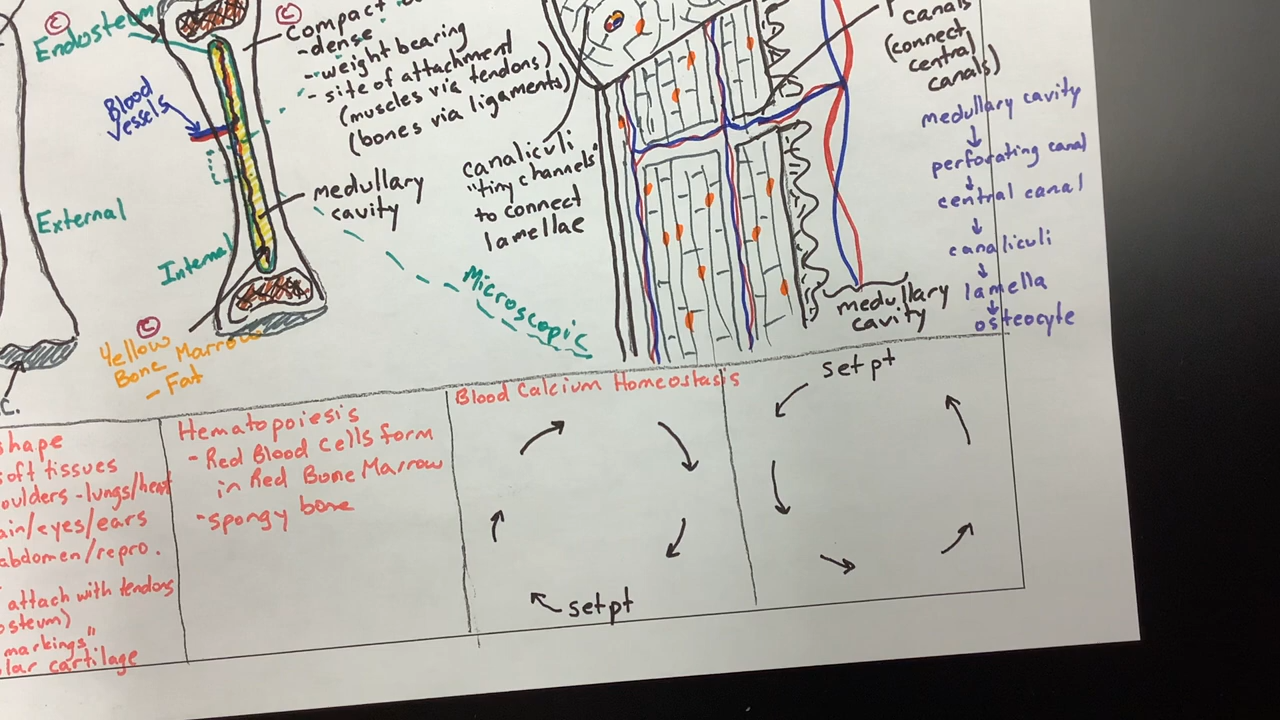 Endosteum
©
©
Compact
-dense
-weight bearing
- site of attachment
(muscles via tendons)
(bones via ligaments)
Blood
Vessels
canaliculi
"tiny channels"
to connect
lamellae
medullary
cavity
External
Internal
Microscopic
©
Yellow
Bone Marrow
- Fat
canals
(connect
central
canals)
medullary cavity
↓
perforating canal
↓
central canal
↓
canaliculi
↓
lamella
↓
osteocyte
medullary
cavity
C.
shape
soft tissues
oulders -lungs/heart
ain/eyes/ears
abdomen/repro.
attach with tendons
osteum)
markings"
lar cartilage
Hematopoiesis
- Red Blood Cells form
in Red Bone Marrow
-spongy bone
Blood Calcium Homeostasis
set pt
set pt